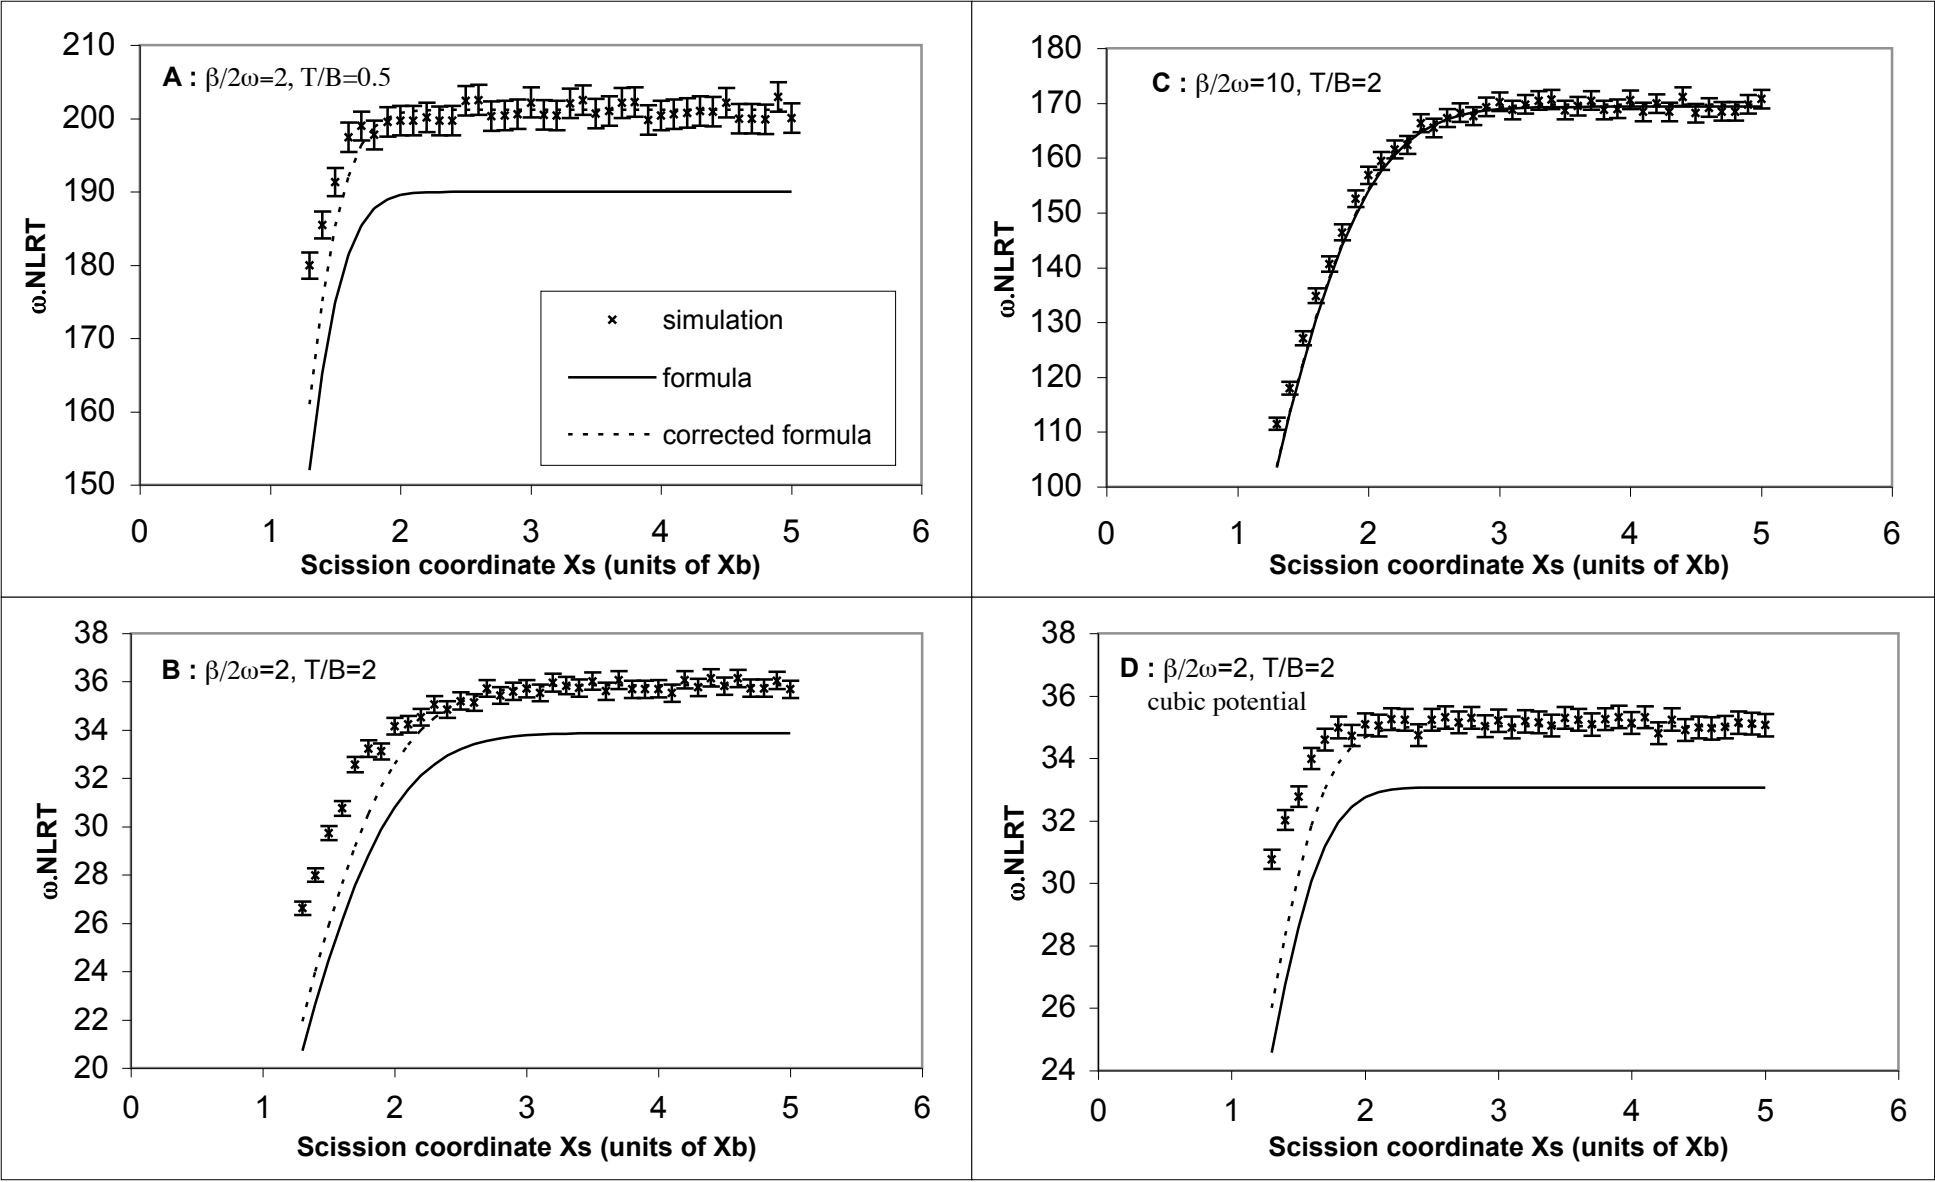 A : β/2ω=2, T/B=0.5
ω.NLRT
210
200
190
180
170
160
150
simulation
formula
corrected formula
0 1 2 3 4 5 6
Scission coordinate Xs (units of Xb)
C : β/2ω=10, T/B=2
ω.NLRT
180
170
160
150
140
130
120
110
100
0 1 2 3 4 5 6
Scission coordinate Xs (units of Xb)
B : β/2ω=2, T/B=2
ω.NLRT
38
36
34
32
30
28
26
24
22
20
0 1 2 3 4 5 6
Scission coordinate Xs (units of Xb)
D : β/2ω=2, T/B=2
cubic potential
ω.NLRT
38
36
34
32
30
28
26
24
0 1 2 3 4 5 6
Scission coordinate Xs (units of Xb)